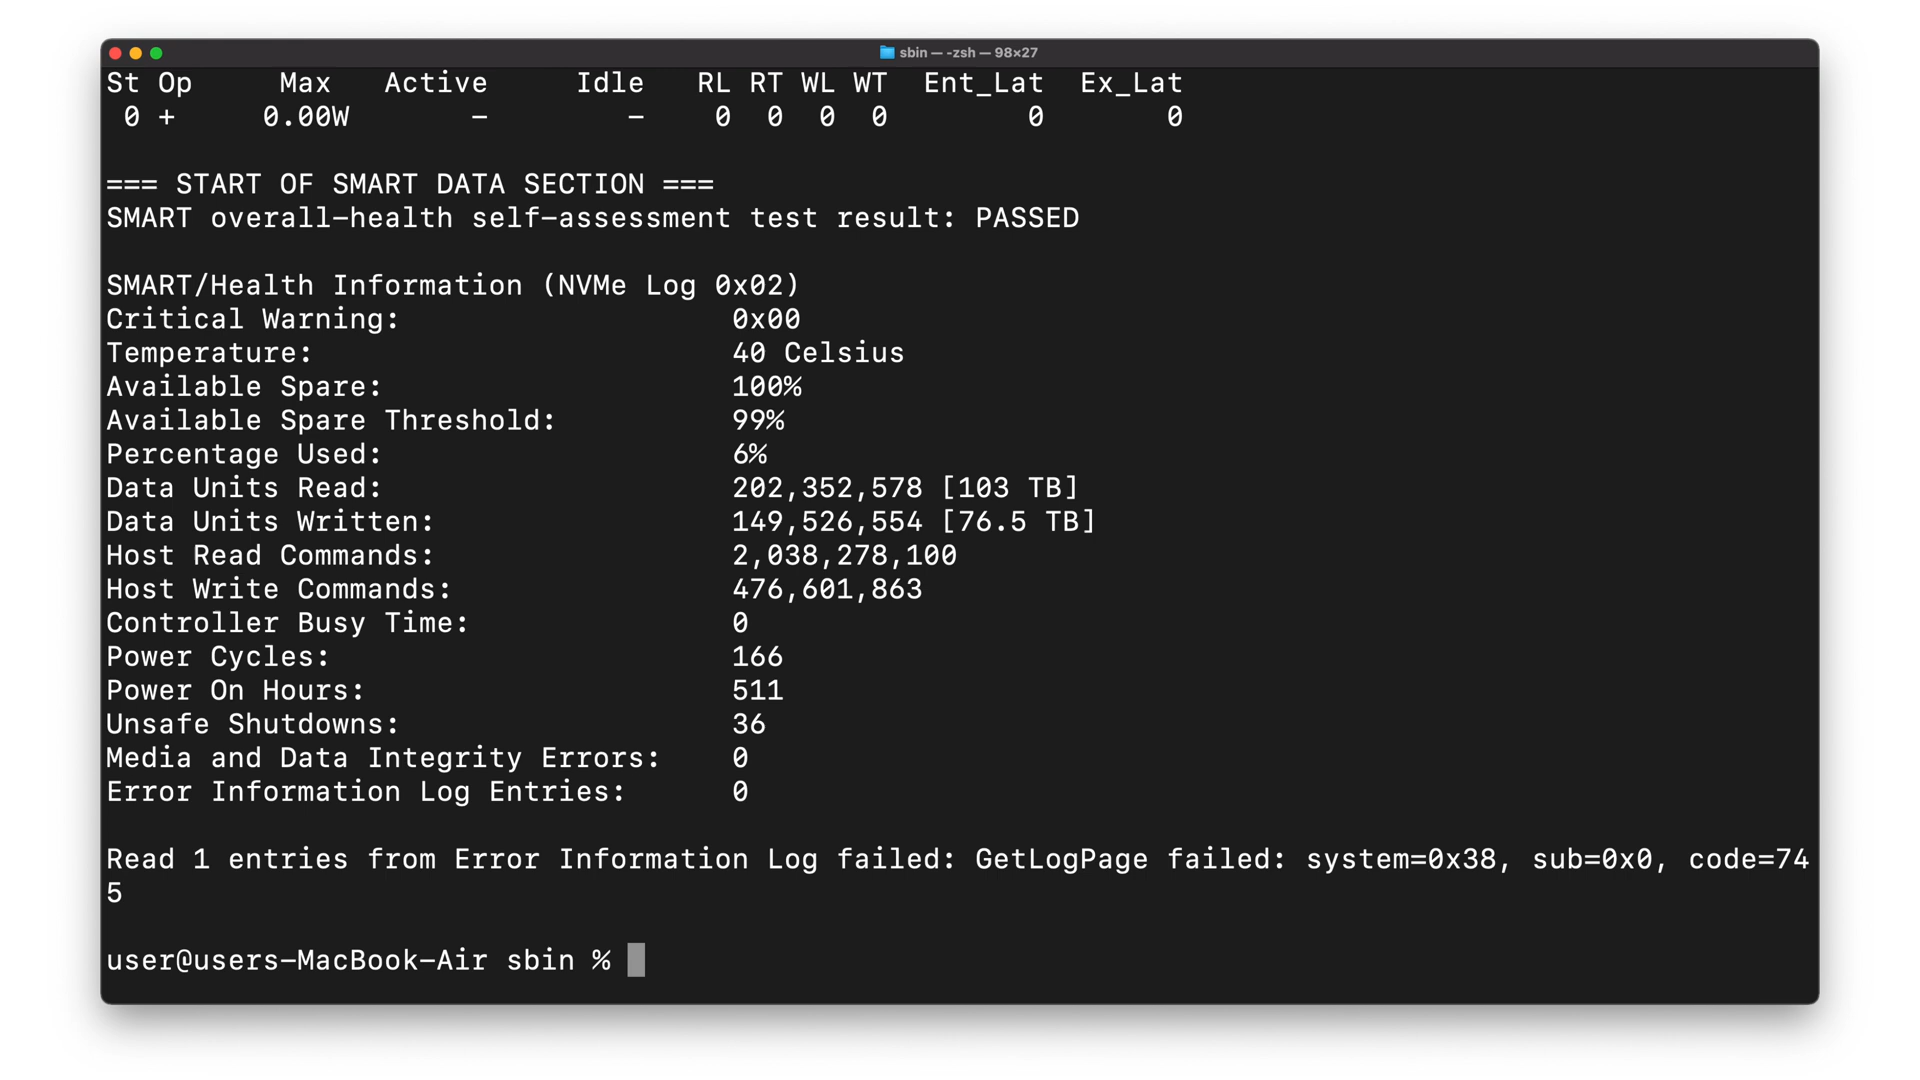 sbin — -zsh — 98×27
St Op     Max   Active     Idle   RL RT WL WT  Ent_Lat  Ex_Lat
 0 +     0.00W       -        -    0  0  0  0        0       0
=== START OF SMART DATA SECTION ===
SMART overall-health self-assessment test result: PASSED
SMART/Health Information (NVMe Log 0x02)
Critical Warning:                   0x00
Temperature:                        40 Celsius
Available Spare:                    100%
Available Spare Threshold:          99%
Percentage Used:                    6%
Data Units Read:                    202,352,578 [103 TB]
Data Units Written:                 149,526,554 [76.5 TB]
Host Read Commands:                 2,038,278,100
Host Write Commands:                476,601,863
Controller Busy Time:               0
Power Cycles:                       166
Power On Hours:                     511
Unsafe Shutdowns:                   36
Media and Data Integrity Errors:    0
Error Information Log Entries:      0
Read 1 entries from Error Information Log failed: GetLogPage failed: system=0x38, sub=0x0, code=74
5
user@users-MacBook-Air sbin %